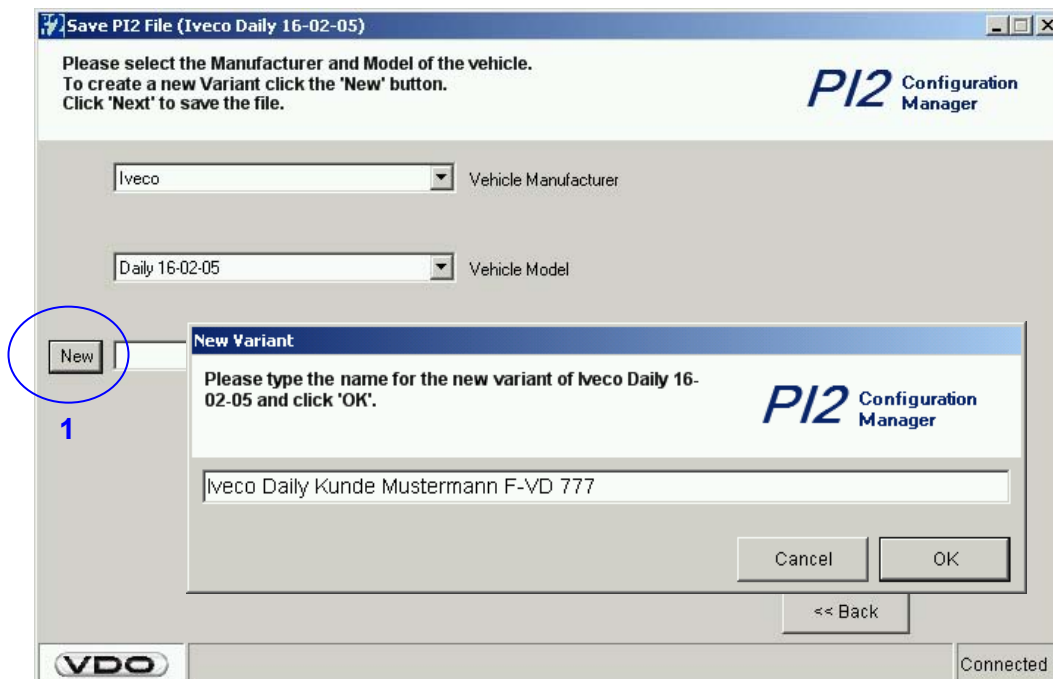 Save PI2 File (Iveco Daily 16-02-05)
Please select the Manufacturer and Model of the vehicle.
To create a new Variant click the 'New' button.
Click 'Next' to save the file.
PI2 Configuration
Manager
Iveco
Vehicle Manufacturer
Daily 16-02-05
Vehicle Model
New
1
New Variant
Please type the name for the new variant of Iveco Daily 16-
02-05 and click 'OK'.
PI2 Configuration
Manager
Iveco Daily Kunde Mustermann F-VD 777
Cancel
OK
<< Back
VDO
Connected